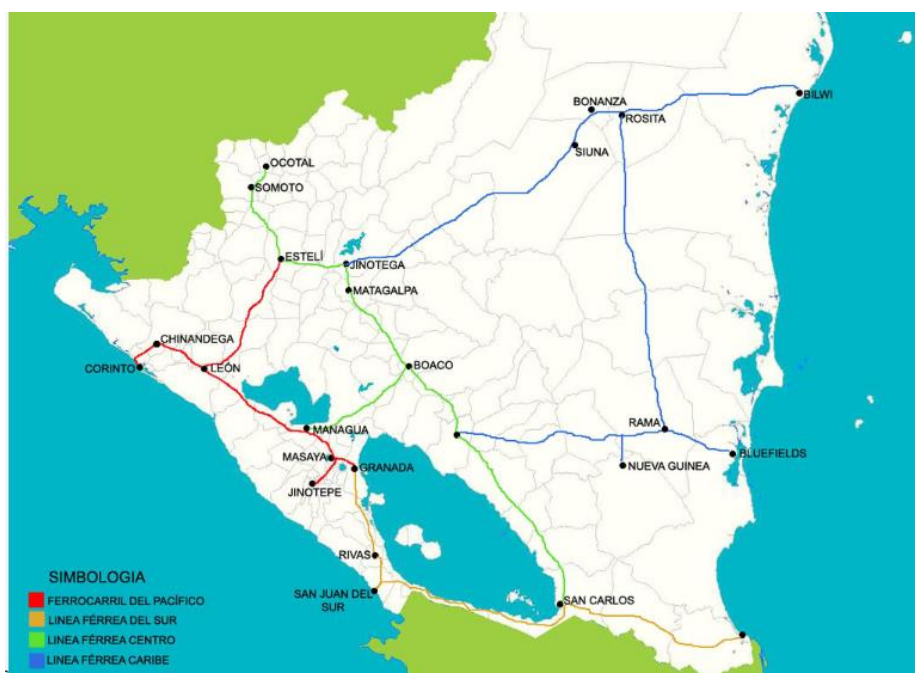 BILWI
BONANZA
ROSITA
SIUNA
OCOTAL
SOMOTO
ESTELÍ
JINOTEGA
MATAGALPA
CHINANDEGA
CORINTO
LEÓN
BOACO
MANAGUA
RAMA
MASAYA
GRANADA
BLUEFIELDS
NUEVA GUINEA
JINOTEPE
RIVAS
SAN JUAN DEL
SUR
SAN CARLOS
SIMBOLOGIA
FERROCARRIL DEL PACÍFICO
LINEA FÉRREA DEL SUR
LINEA FÉRREA CENTRO
LINEA FÉRREA CARIBE